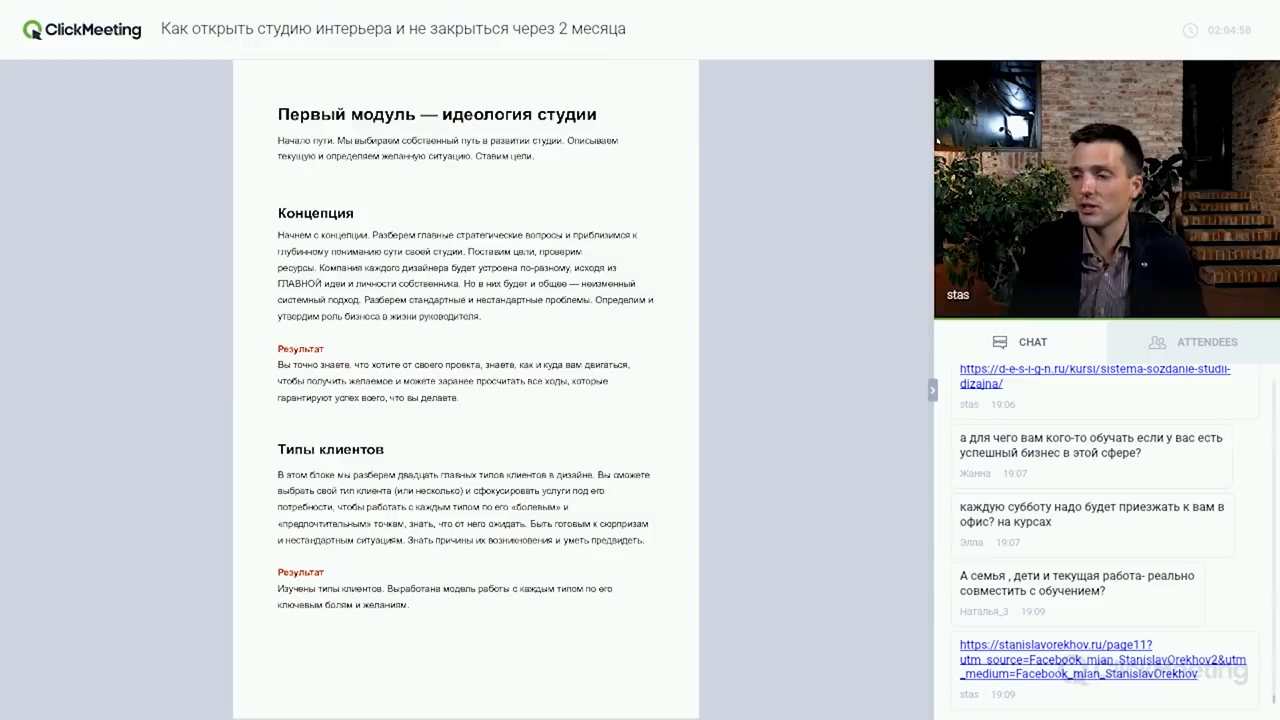 ClickMeeting
Как открыть студию интерьера и не закрыться через 2 месяца
02:04:58
Первый модуль — идеология студии
Начало пути. Мы выбираем собственный путь в развитии студии. Описываем
текущую и определяем желанную ситуацию. Ставим цели.
Концепция
Начнем с концепции. Разберем главные стратегические вопросы и приблизимся к
глубинному пониманию сути своей студии. Поставим цели, проверим
ресурсы. Компания каждого дизайнера будет устроена по-разному, исходя из
ГЛАВНОЙ идеи и личности собственника. Но в них будет и общее — неизменный
системный подход. Разберем стандартные и нестандартные проблемы. Определим и
утвердим роль бизнеса в жизни руководителя.
Результат
Вы точно знаете, что хотите от своего проекта, знаете, как и куда вам двигаться,
чтобы получить желаемое и можете заранее просчитать все ходы, которые
гарантируют успех всего, что вы делаете.
Типы клиентов
В этом блоке мы разберем двадцать главных типов клиентов в дизайне. Вы сможете
выбрать свой тип клиента (или несколько) и сфокусировать услуги под его
потребности, чтобы работать с каждым типом по его «болевым» и
«предпочтительным» точкам, знать, что от него ожидать. Быть готовым к сюрпризам
и нестандартным ситуациям. Знать причины их возникновения и уметь предвидеть.
Результат
Изучены типы клиентов. Выработана модель работы с каждым типом по его
ключевым болям и желаниям.
stas
CHAT
ATTENDEES
https://d-e-s-i-g-n.ru/kursi/sistema-sozdanie-studii-
dizajna/
stas 19:06
а для чего вам кого-то обучать если у вас есть
успешный бизнес в этой сфере?
Жанна 19:07
каждую субботу надо будет приезжать к вам в
офис? на курсах
Элла 19:07
А семья , дети и текущая работа- реально
совместить с обучением?
Наталья_3 19:09
https://stanislavorekhov.ru/page11?
utm_source=Facebook_mian_StanislavOrekhov2&utm
_medium=Facebook_mian_StanislavOrekhov
stas 19:09